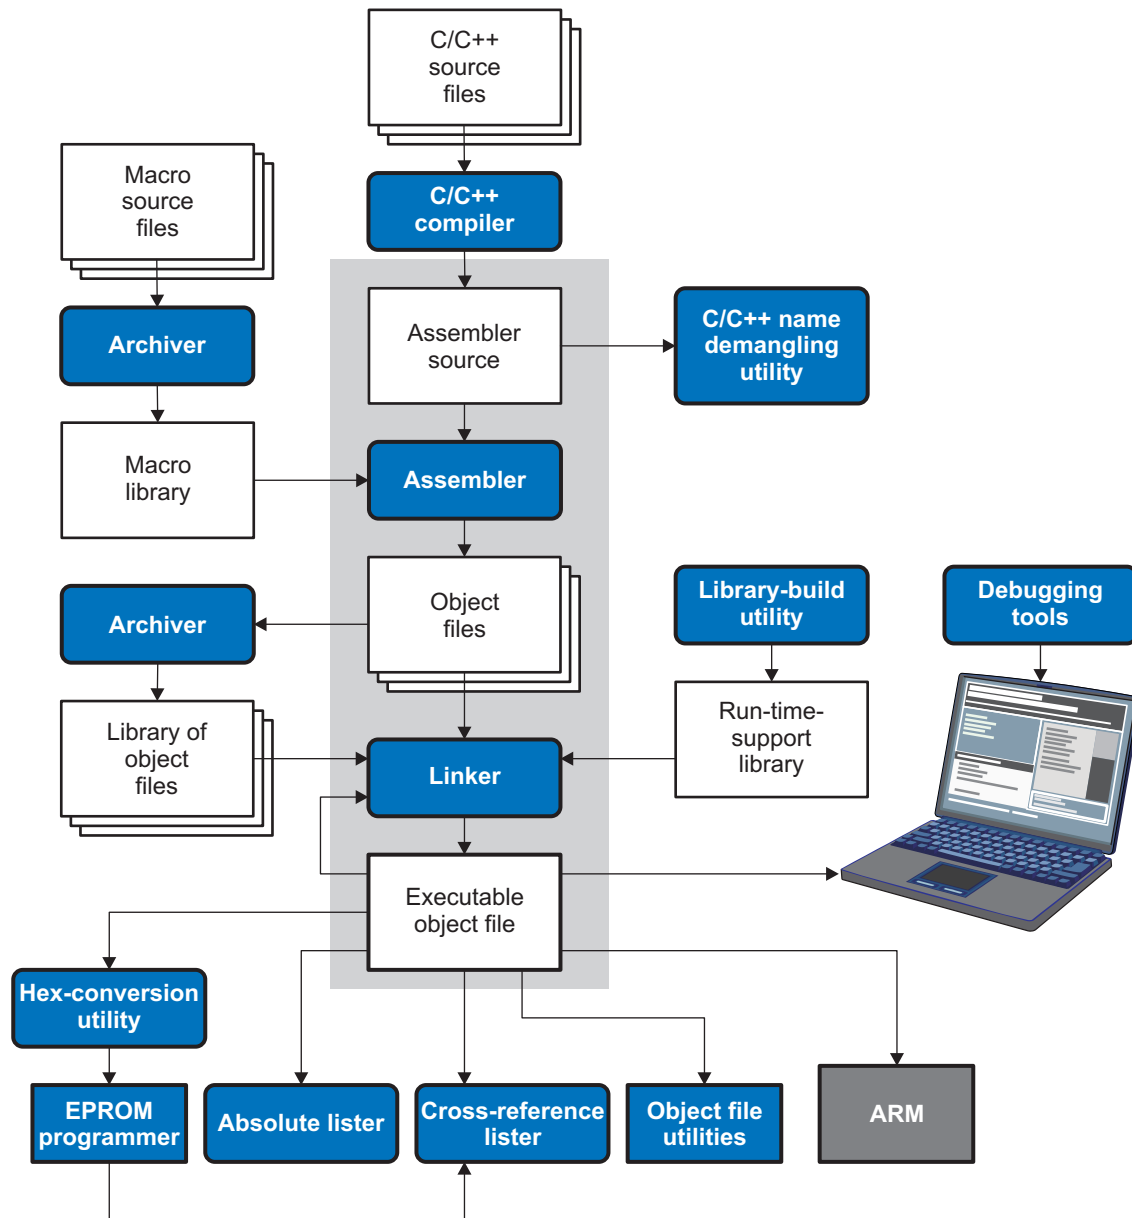 C/C++
source
files
Macro
source
files
C/C++
compiler
Archiver
Assembler
source
C/C++ name
demangling
utility
Macro
library
Assembler
Archiver
Object
files
Library-build
utility
Debugging
tools
Library of
object
files
Linker
Run-time-
support
library
Executable
object file
Hex-conversion
utility
EPROM
programmer
Absolute lister
Cross-reference
lister
Object file
utilities
ARM